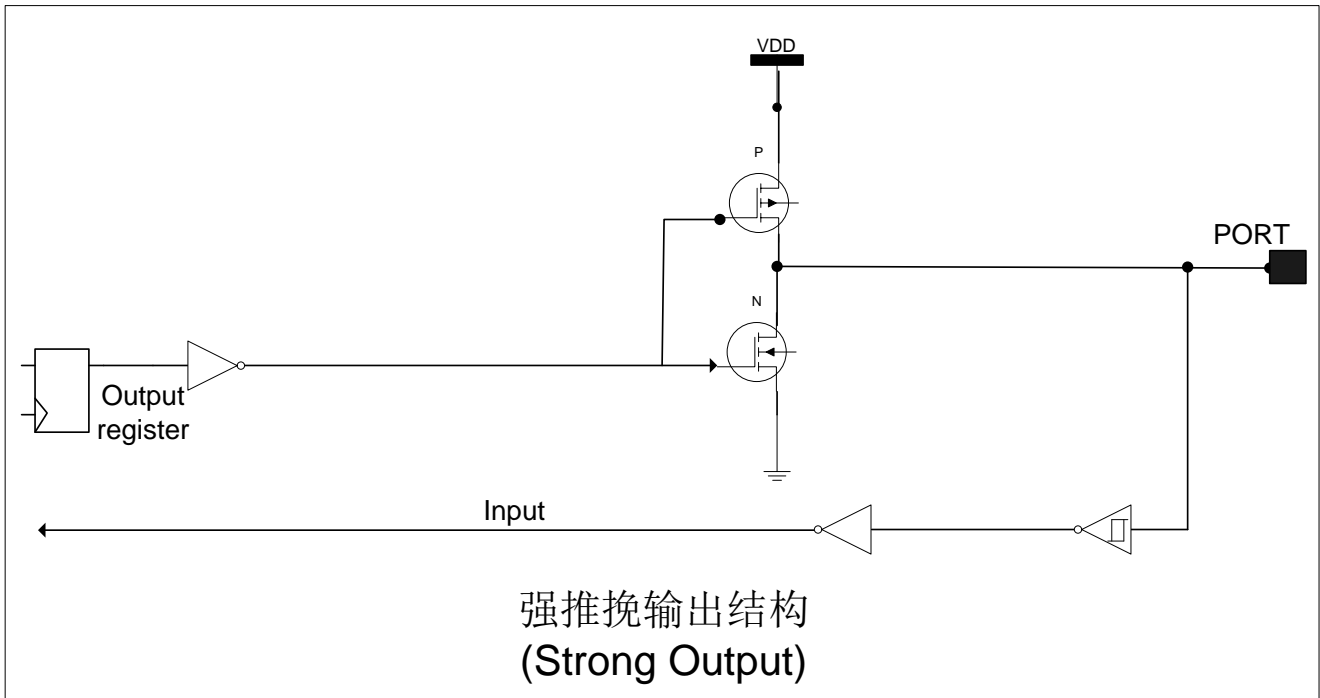 VDD
P
PORT
N
Output
register
Input
强推挽输出结构
(Strong Output)